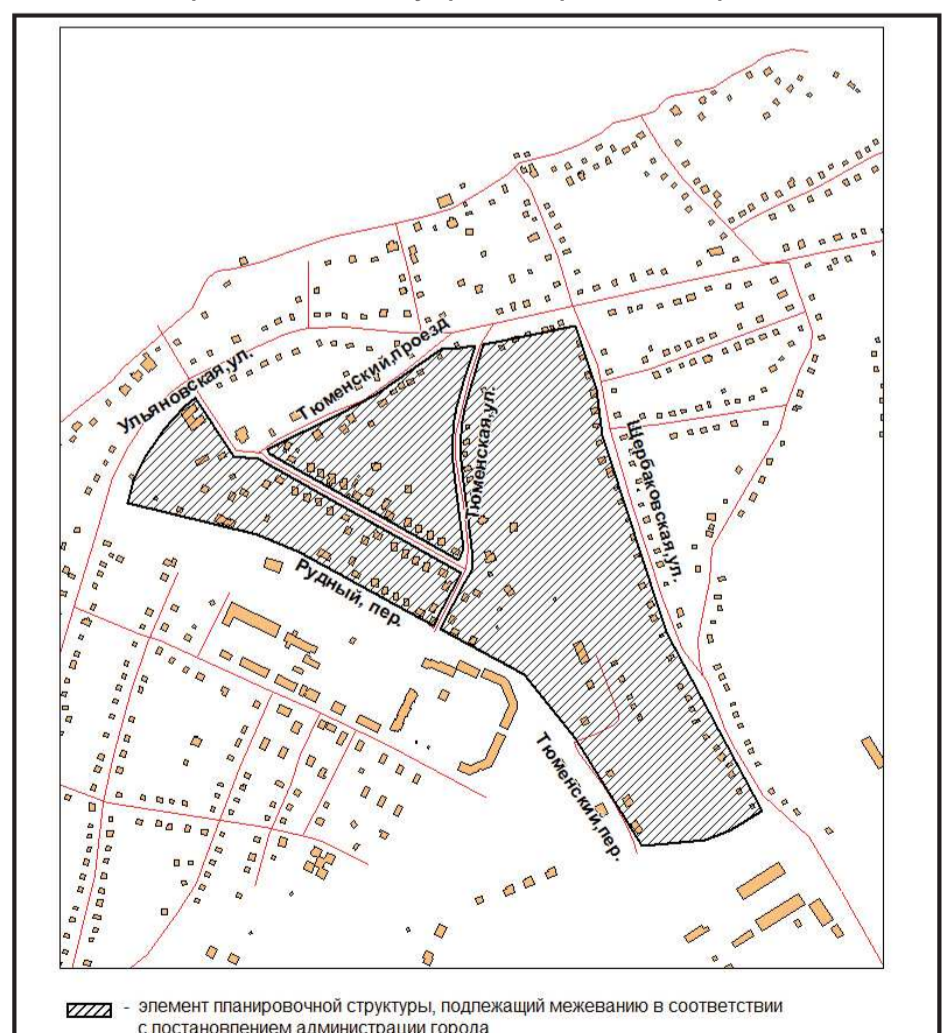 Ульяновская,ул.
Тюменский,проезд
Тюменская,ул.
Щербаковская,ул.
Рудный, пер.
Тюменский,пер.
- элемент планировочной структуры, подлежащий межеванию в соответствии
с постановлением администрации города